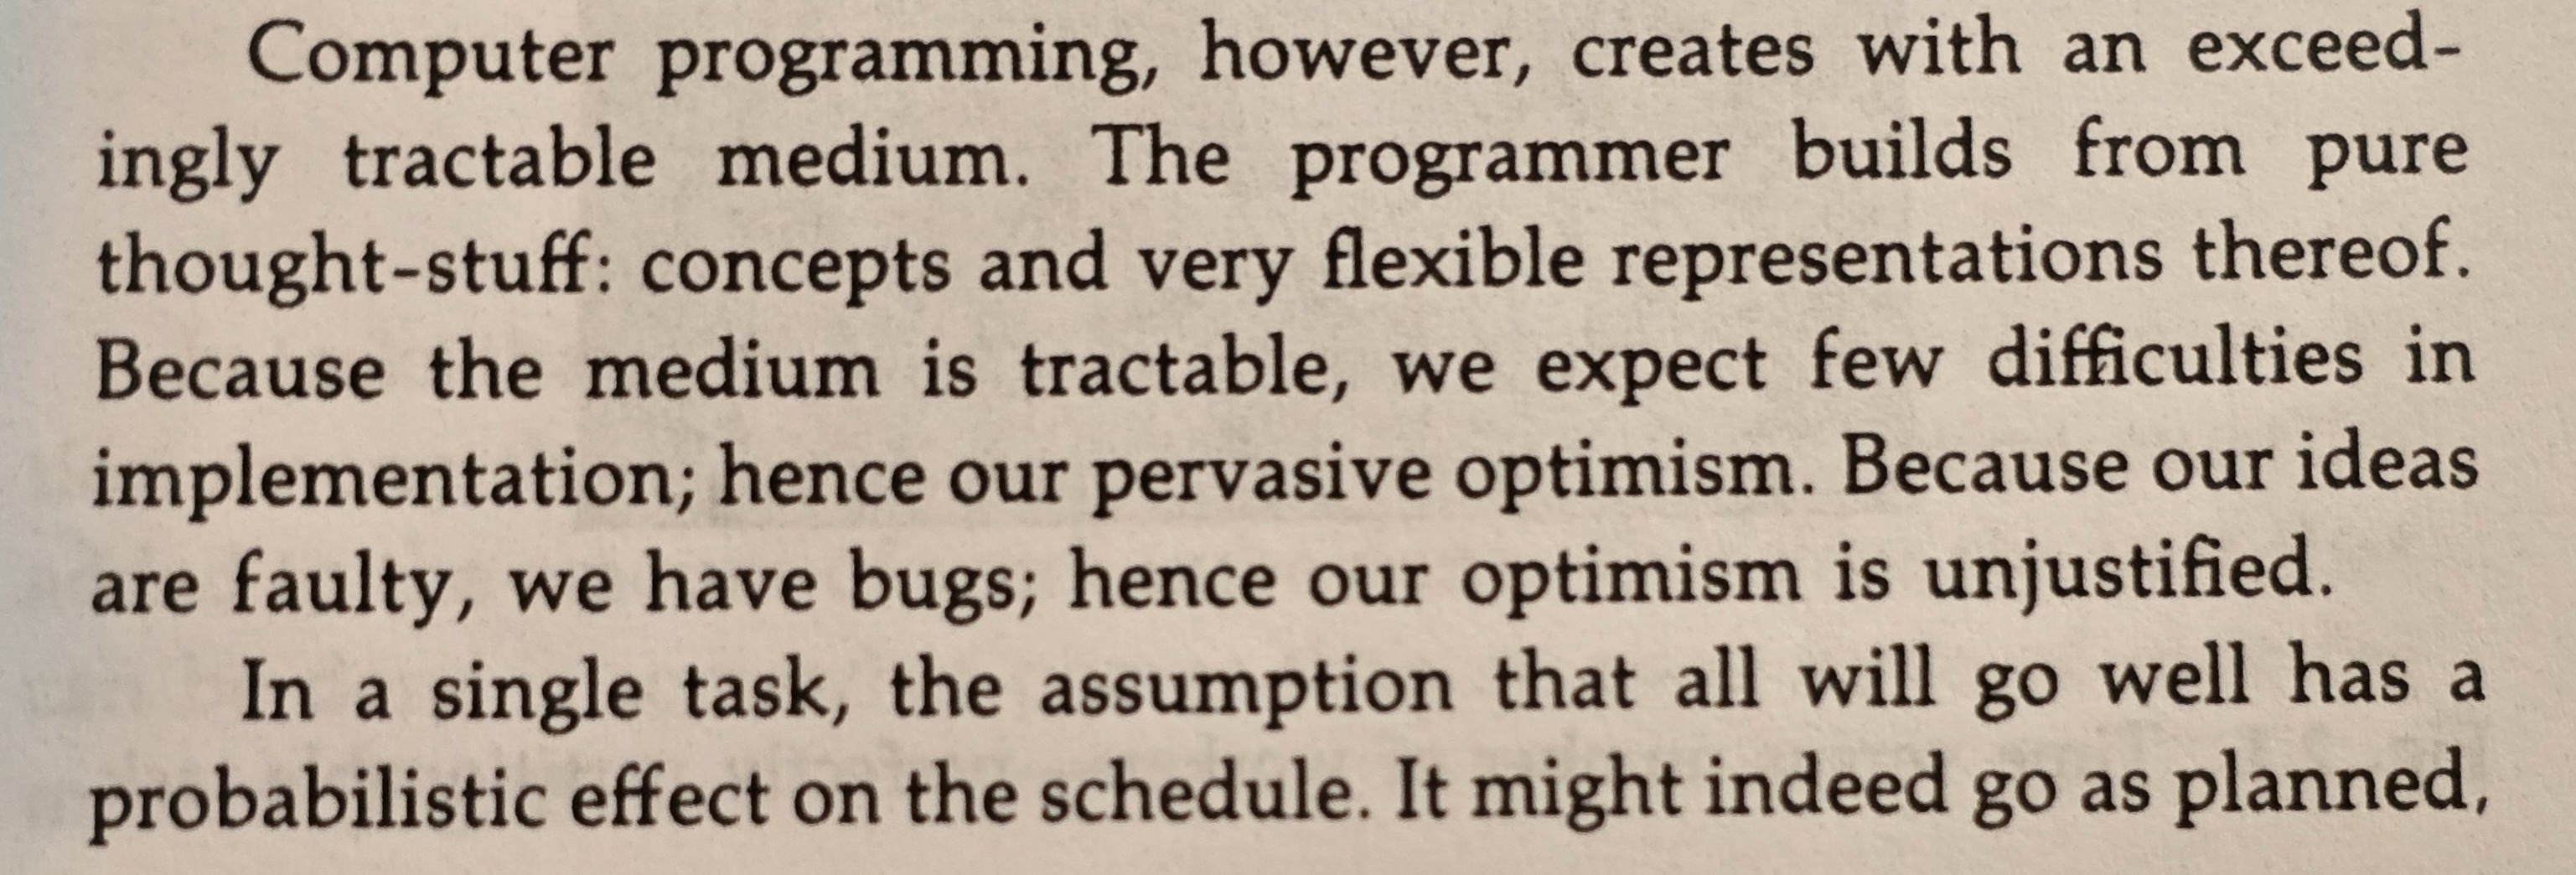 Computer programming, however, creates with an exceed-
ingly tractable medium. The programmer builds from pure
thought-stuff: concepts and very flexible representations thereof.
Because the medium is tractable, we expect few difficulties in
implementation; hence our pervasive optimism. Because our ideas
are faulty, we have bugs; hence our optimism is unjustified.
In a single task, the assumption that all will go well has a
probabilistic effect on the schedule. It might indeed go as planned,